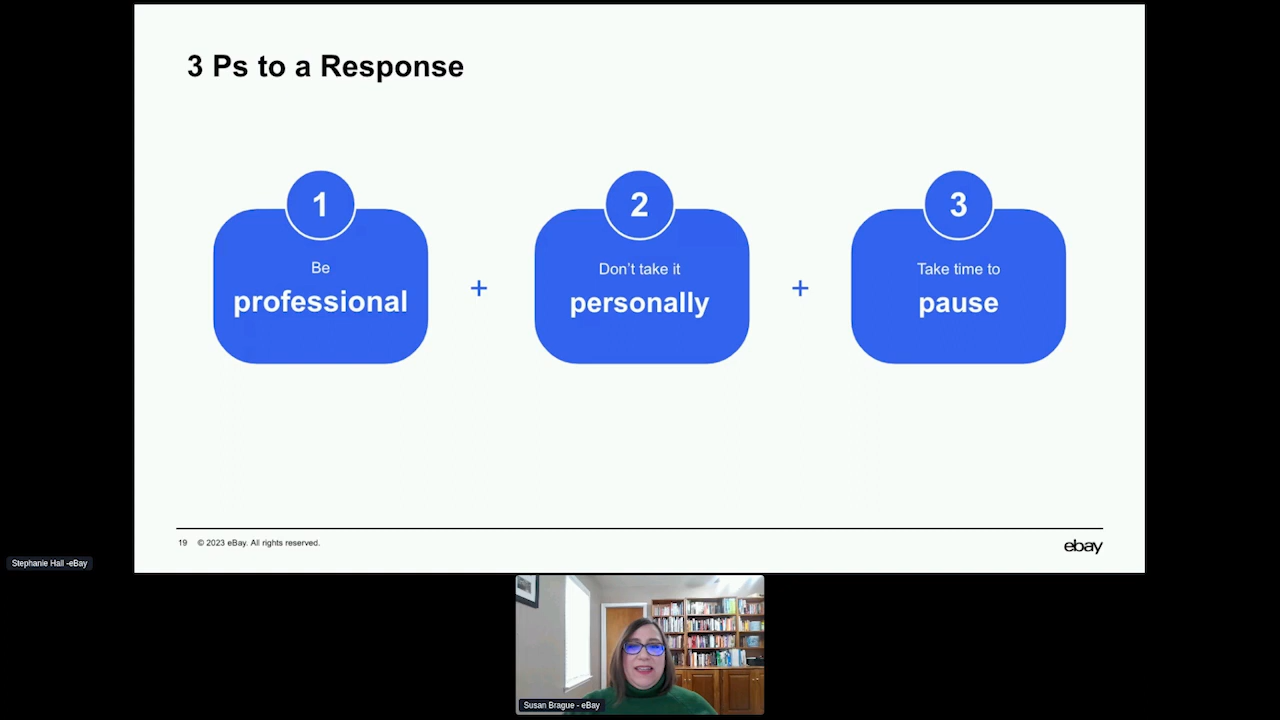 3 Ps to a Response
1
Be
professional
+
2
Don't take it
personally
+
3
Take time to
pause
19 © 2023 eBay. All rights reserved.
ebay
Stephanie Hall -eBay
Susan Brague - eBay